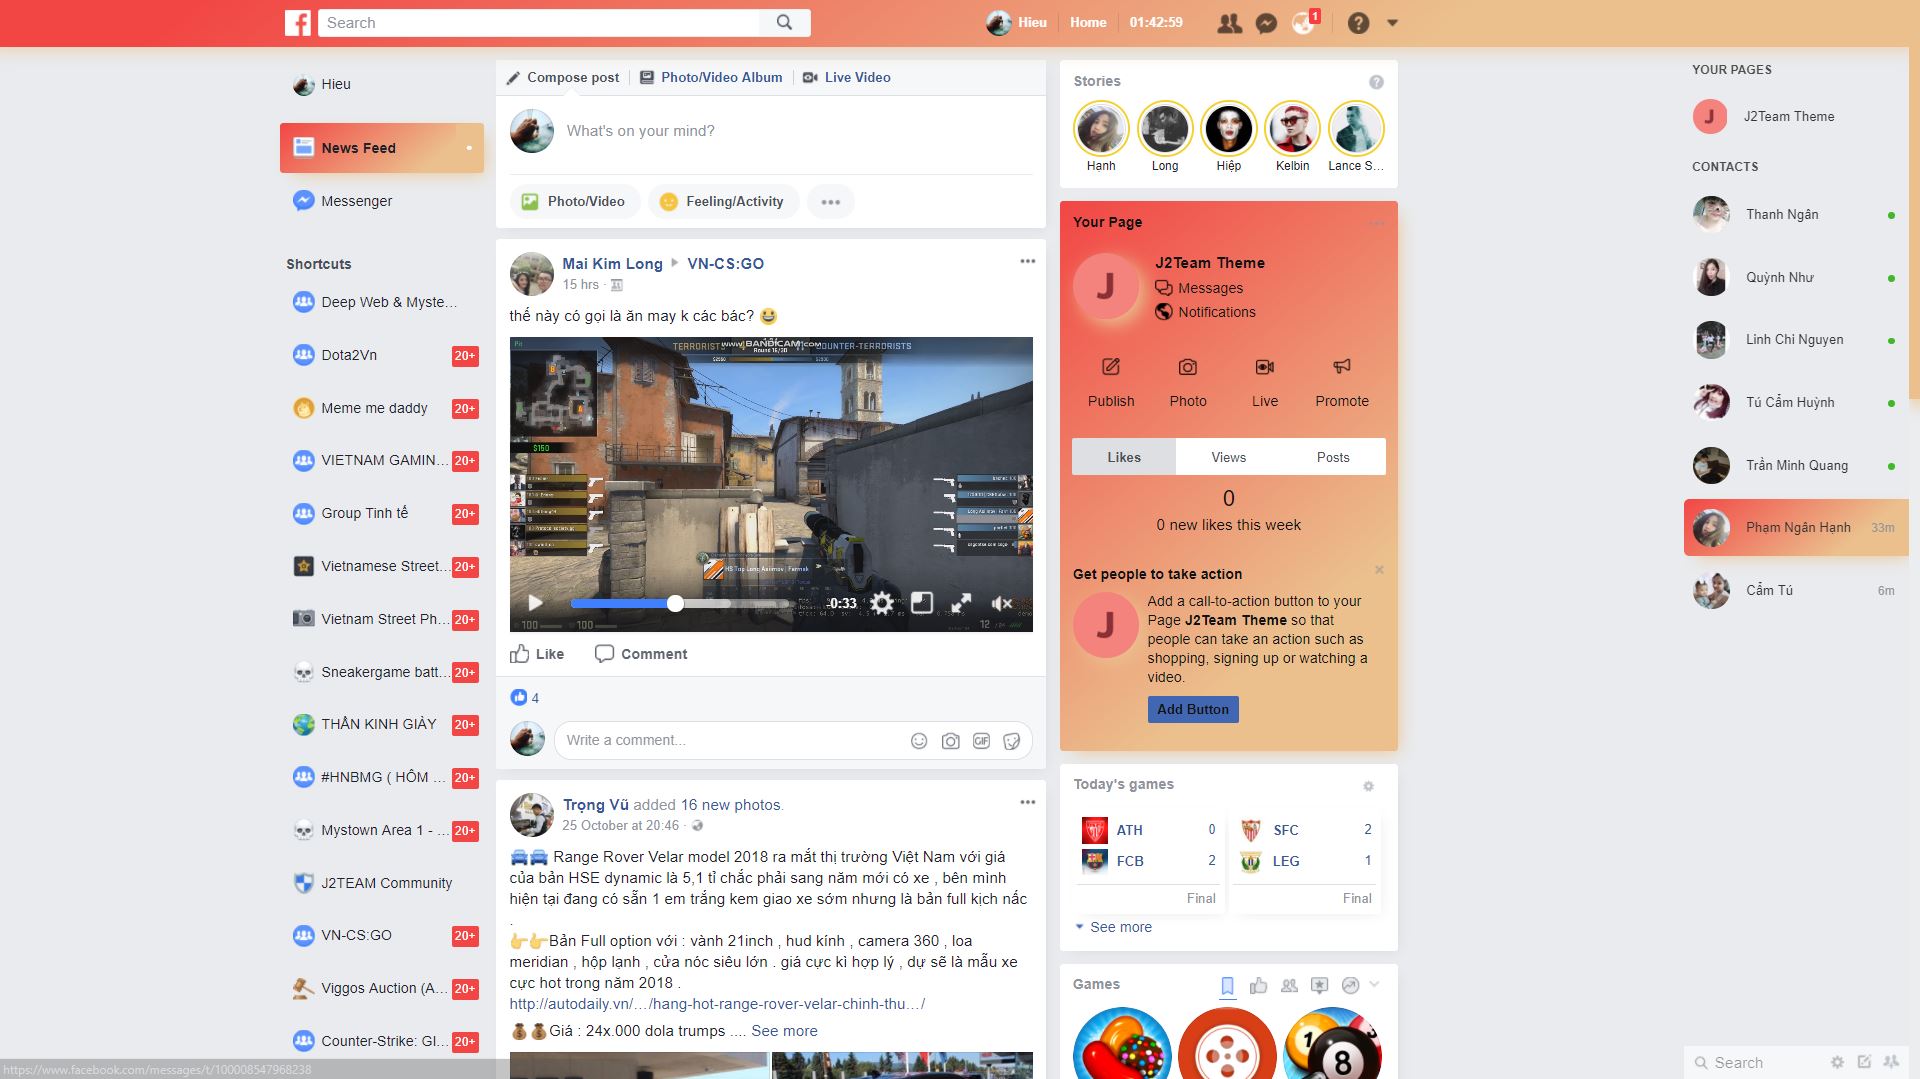 Search
Hieu
Home
01:42:59
1
Hieu
News Feed
Messenger
Shortcuts
Deep Web & Myste...
Dota2Vn 20+
Meme me daddy 20+
VIETNAM GAMIN... 20+
Group Tinh tế 20+
Vietnamese Street... 20+
Vietnam Street Ph... 20+
Sneakergame batt... 20+
THẦN KINH GIÀY 20+
#HNBMG ( HÔM ... 20+
Mystown Area 1 - ... 20+
J2TEAM Community
VN-CS:GO 20+
Viggos Auction (A... 20+
Counter-Strike: Gl... 20+
https://www.facebook.com/messages/t/100008547968238
Compose post
Photo/Video Album
Live Video
What's on your mind?
Photo/Video
Feeling/Activity
Mai Kim Long ▸ VN-CS:GO
15 hrs ·
thế này có gọi là ăn may k các bác?
Pit
TERRORISTS
www.BANDICAM.com
COUNTER-TERRORISTS
Round 16/30
$150
0:33
100
100
12
Like
Comment
4
Write a comment...
GIF
Trọng Vũ added 16 new photos.
25 October at 20:46 ·
Range Rover Velar model 2018 ra mắt thị trường Việt Nam với giá
của bản HSE dynamic là 5,1 tỉ chắc phải sang năm mới có xe , bên mình
hiện tại đang có sẵn 1 em trắng kem giao xe sớm nhưng là bản full kịch nấc
.
Bản Full option với : vành 21inch , hud kính , camera 360 , loa
meridian , hộp lạnh , cửa nóc siêu lớn . giá cực kì hợp lý , dự sẽ là mẫu xe
cực hot trong năm 2018 .
http://autodaily.vn/.../hang-hot-range-rover-velar-chinh-thu.../
Giá : 24x.000 dola trumps .... See more
Stories
Hạnh
Long
Hiệp
Kelbin
Lance S...
Your Page
J
J2Team Theme
Messages
Notifications
Publish
Photo
Live
Promote
Likes
Views
Posts
0
0 new likes this week
Get people to take action
J
Add a call-to-action button to your
Page J2Team Theme so that
people can take an action such as
shopping, signing up or watching a
video.
Add Button
Today's games
ATH 0
FCB 2
Final
SFC 2
LEG 1
Final
See more
Games
1
8
YOUR PAGES
J
J2Team Theme
CONTACTS
Thanh Ngân
Quỳnh Như
Linh Chi Nguyen
Tú Cẩm Huỳnh
Trần Minh Quang
Phạm Ngân Hạnh 33m
Cẩm Tú 6m
Search